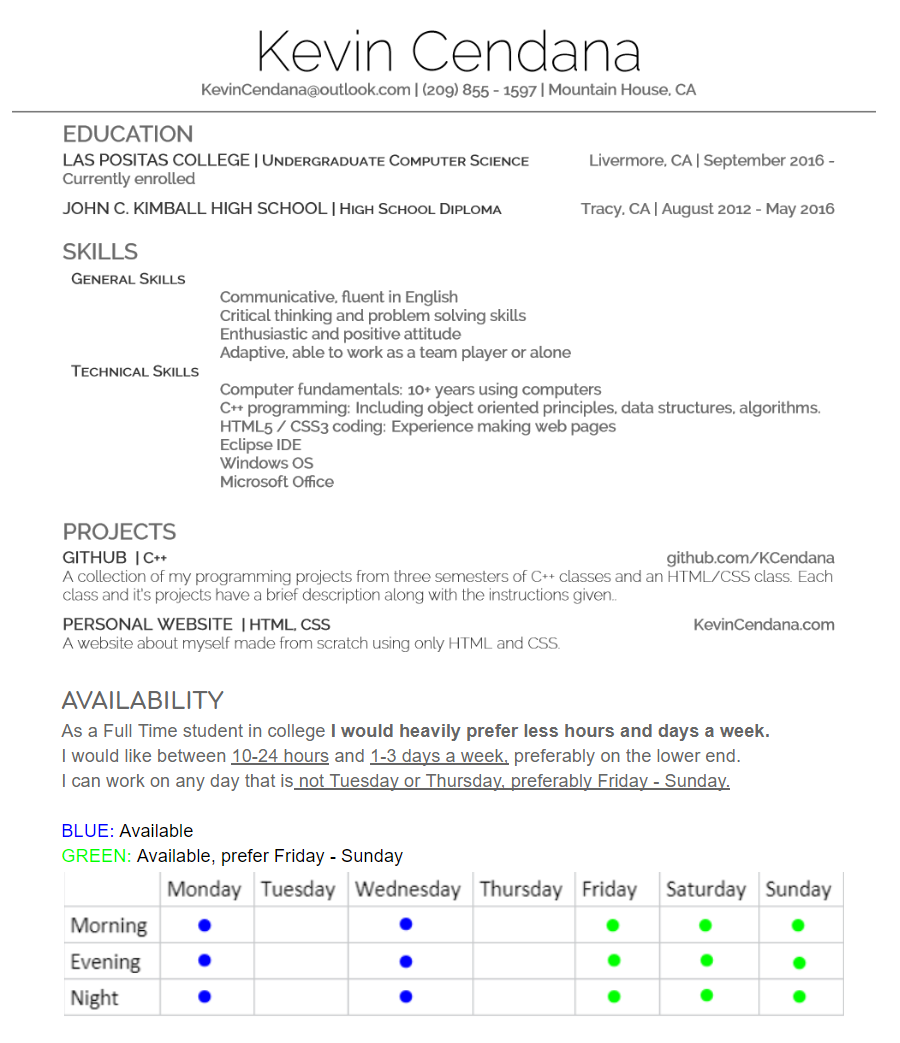 Kevin Cendana
KevinCendana@outlook.com | (209) 855 - 1597 | Mountain House, CA
EDUCATION
LAS POSITAS COLLEGE | UNDERGRADUATE COMPUTER SCIENCE Livermore, CA | September 2016 -
Currently enrolled
JOHN C. KIMBALL HIGH SCHOOL | HIGH SCHOOL DIPLOMA Tracy, CA | August 2012 - May 2016
SKILLS
GENERAL SKILLS
Communicative, fluent in English
Critical thinking and problem solving skills
Enthusiastic and positive attitude
Adaptive, able to work as a team player or alone
TECHNICAL SKILLS
Computer fundamentals: 10+ years using computers
C++ programming: Including object oriented principles, data structures, algorithms.
HTML5 / CSS3 coding: Experience making web pages
Eclipse IDE
Windows OS
Microsoft Office
PROJECTS
GITHUB | C++ github.com/KCendana
A collection of my programming projects from three semesters of C++ classes and an HTML/CSS class. Each
class and it's projects have a brief description along with the instructions given..
PERSONAL WEBSITE | HTML, CSS KevinCendana.com
A website about myself made from scratch using only HTML and CSS.
AVAILABILITY
As a Full Time student in college I would heavily prefer less hours and days a week.
I would like between 10-24 hours and 1-3 days a week, preferably on the lower end.
I can work on any day that is not Tuesday or Thursday, preferably Friday - Sunday.
BLUE: Available
GREEN: Available, prefer Friday - Sunday
Monday Tuesday Wednesday Thursday Friday Saturday Sunday
Morning
Evening
Night